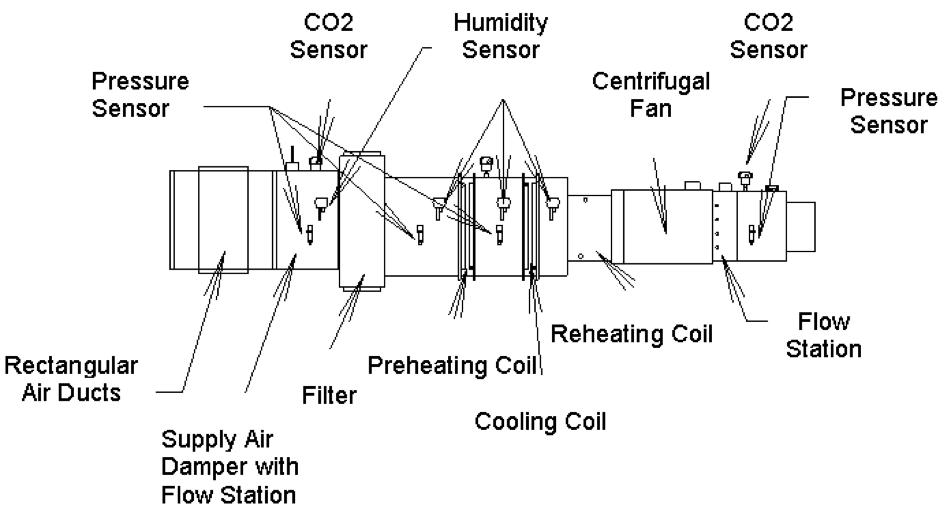 CO2
Sensor
Humidity
Sensor
CO2
Sensor
Pressure
Sensor
Centrifugal
Fan
Pressure
Sensor
Rectangular
Air Ducts
Supply Air
Damper with
Flow Station
Filter
Preheating Coil
Cooling Coil
Reheating Coil
Flow
Station